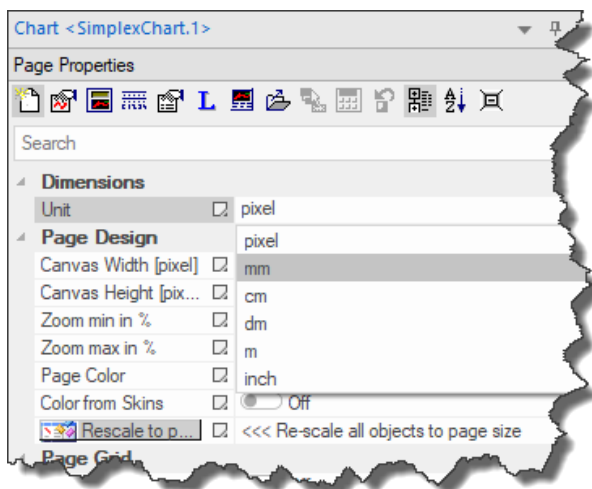 Chart <SimplexChart.1>
Page Properties
L
Search
Dimensions
Unit pixel
Page Design pixel
Canvas Width [pixel] mm
Canvas Height [pix... cm
Zoom min in % dm
Zoom max in % m
Page Color inch
Color from Skins Off
Rescale to p... <<< Re-scale all objects to page size
Page Grid